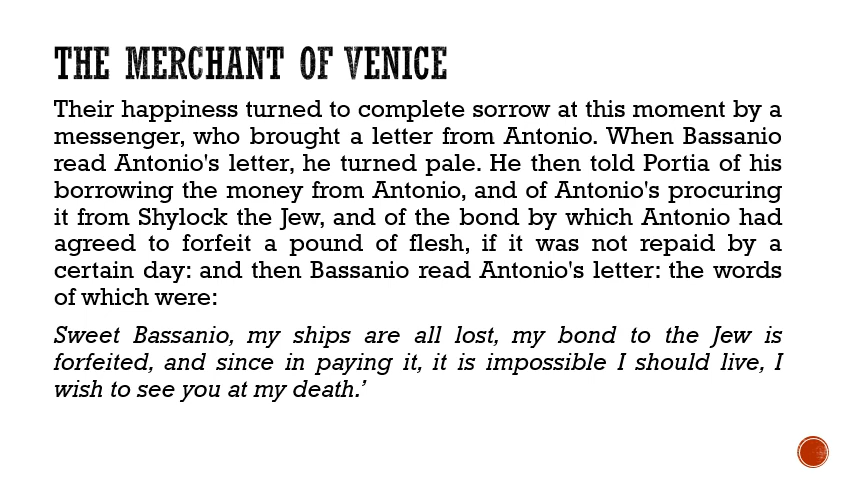 THE MERCHANT OF VENICE
Their happiness turned to complete sorrow at this moment by a
messenger, who brought a letter from Antonio. When Bassanio
read Antonio's letter, he turned pale. He then told Portia of his
borrowing the money from Antonio, and of Antonio's procuring
it from Shylock the Jew, and of the bond by which Antonio had
agreed to forfeit a pound of flesh, if it was not repaid by a
certain day: and then Bassanio read Antonio's letter: the words
of which were:
Sweet Bassanio, my ships are all lost, my bond to the Jew is
forfeited, and since in paying it, it is impossible I should live, I
wish to see you at my death.’